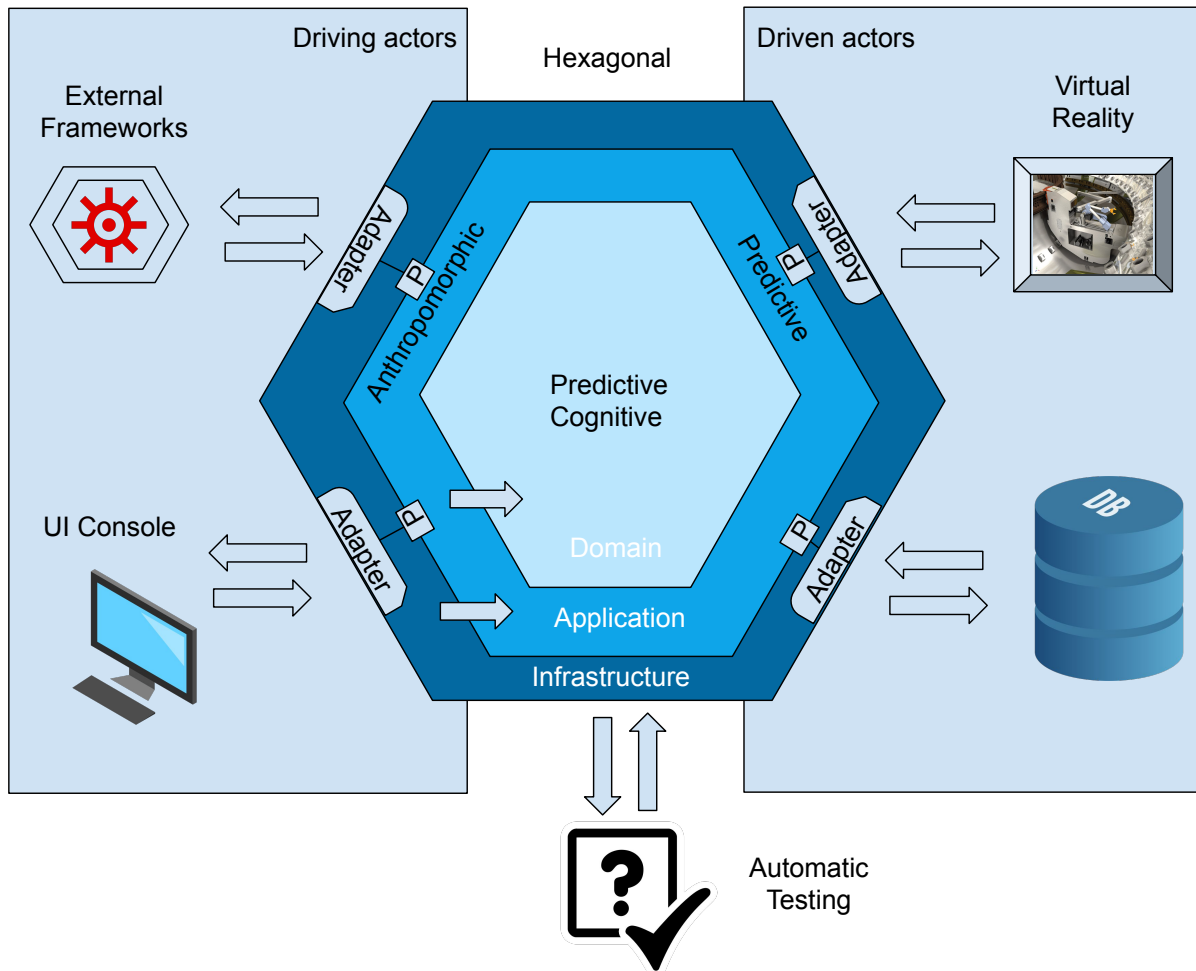 Driving actors
Hexagonal
Driven actors
External
Frameworks
Virtual
Reality
Adapter
P
Anthropomorphic
Predictive
P
Adapter
Predictive
Cognitive
UI Console
Adapter
P
P
Adapter
DB
Domain
Application
Infrastructure
?
Automatic
Testing